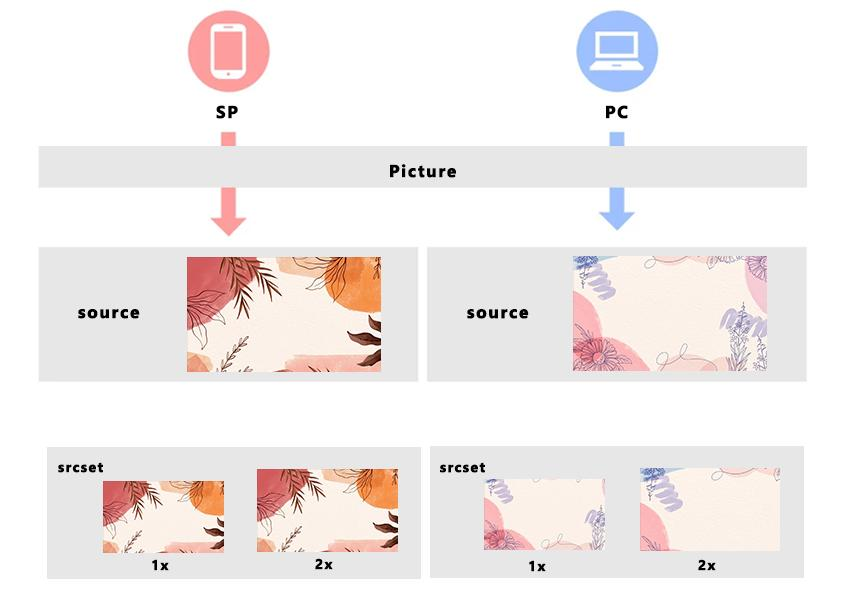 SP
PC
Picture
source
source
srcset
srcset
1x
2x
1x
2x